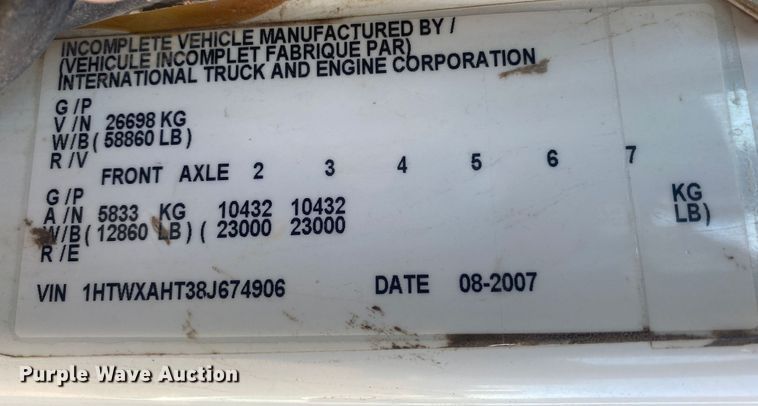 INCOMPLETE VEHICLE MANUFACTURED BY /
(VEHICULE INCOMPLET FABRIQUE PAR)
INTERNATIONAL TRUCK AND ENGINE CORPORATION
G /P
V /N 26698 KG
W/B ( 58860 LB )
R /V
FRONT AXLE 2 3 4 5 6 7
G /P
A /N 5833 KG 10432 10432 KG
W/B ( 12860 LB ) ( 23000 23000 LB )
R /E
VIN 1HTWXAHT38J674906 DATE 08-2007
Purple Wave Auction